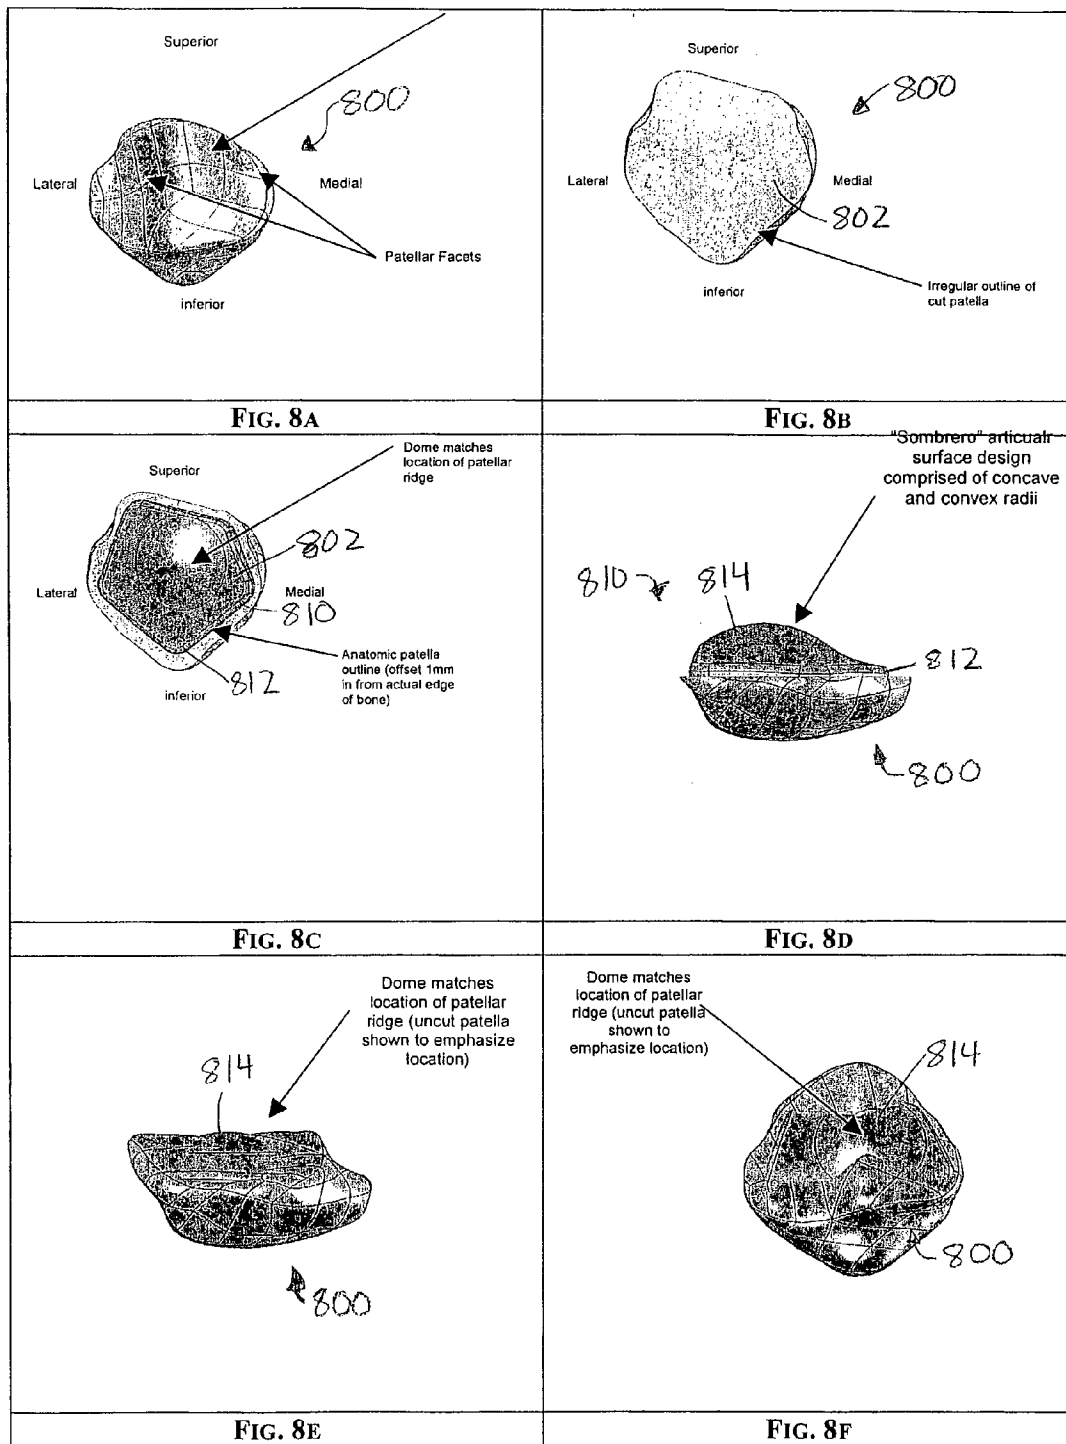 Superior
800
Lateral
Medial
Patellar Facets
inferior
FIG. 8A
Superior
800
Lateral
Medial
802
inferior
Irregular outline of
cut patella
FIG. 8B
Dome matches
location of patellar
ridge
Superior
802
Lateral
Medial
810
Anatomic patella
outline (offset 1mm
in from actual edge
of bone)
812
inferior
FIG. 8C
"Sombrero" articualr
surface design
comprised of concave
and convex radii
810
814
812
800
FIG. 8D
Dome matches
location of patellar
ridge (uncut patella
shown to emphasize
location)
814
800
FIG. 8E
Dome matches
location of patellar
ridge (uncut patella
shown to
emphasize location)
814
800
FIG. 8F